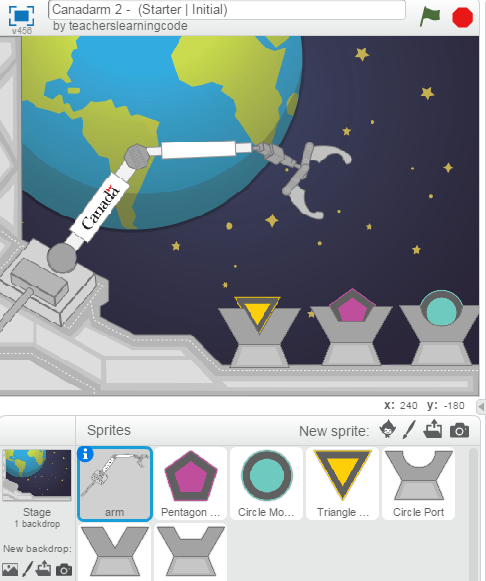 Canadarm 2 - (Starter | Initial)
by teacherslearningcode
v456
Canada
x: 240 y: -180
Sprites
New sprite:
arm
Pentagon ...
Circle Mo...
Triangle ...
Circle Port
Stage
1 backdrop
New backdrop: